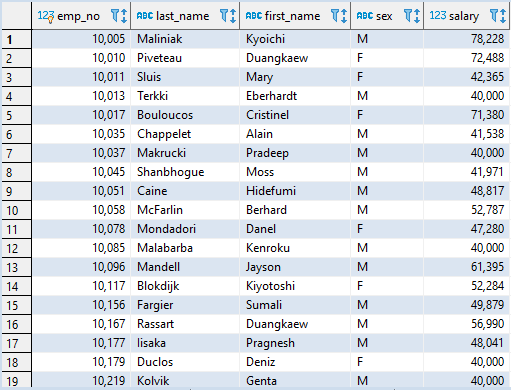 123 emp_no ABC last_name ABC first_name ABC sex 123 salary
1 10,005 Maliniak Kyoichi M 78,228
2 10,010 Piveteau Duangkaew F 72,488
3 10,011 Sluis Mary F 42,365
4 10,013 Terkki Eberhardt M 40,000
5 10,017 Bouloucos Cristinel F 71,380
6 10,035 Chappelet Alain M 41,538
7 10,037 Makrucki Pradeep M 40,000
8 10,045 Shanbhogue Moss M 41,971
9 10,051 Caine Hidefumi M 48,817
10 10,058 McFarlin Berhard M 52,787
11 10,078 Mondadori Danel F 47,280
12 10,085 Malabarba Kenroku M 40,000
13 10,096 Mandell Jayson M 61,395
14 10,117 Blokdijk Kiyotoshi F 52,284
15 10,156 Fargier Sumali M 49,879
16 10,167 Rassart Duangkaew M 56,990
17 10,177 Iisaka Pragnesh M 48,041
18 10,179 Duclos Deniz F 40,000
19 10,219 Kolvik Genta M 40,000